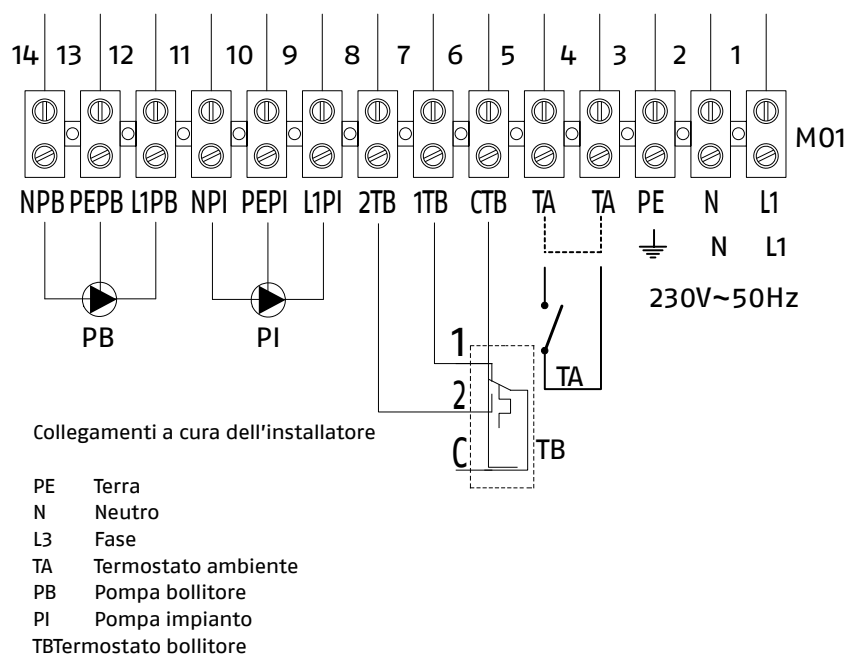 14 13 12 11 10 9 8 7 6 5 4 3 2 1
M01
NPB PEPB L1PB NPI PEPI L1PI 2TB 1TB CTB TA TA PE N L1
N L1
230V~50Hz
PB PI
1
TA
2
C TB
Collegamenti a cura dell'installatore
PE Terra
N Neutro
L3 Fase
TA Termostato ambiente
PB Pompa bollitore
PI Pompa impianto
TBTermostato bollitore